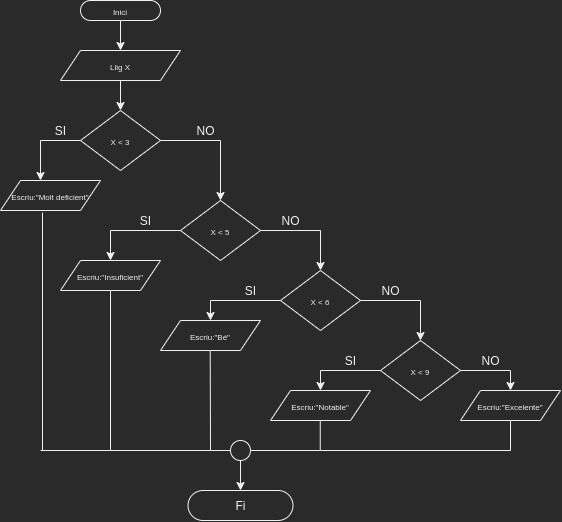 Inici
Llig X
X < 3
SI
NO
Escriu:"Molt deficient"
X < 5
SI
NO
Escriu:"Insuficient"
X < 6
SI
NO
Escriu:"Bé"
X < 9
SI
NO
Escriu:"Notable"
Escriu:"Excelente"
Fi